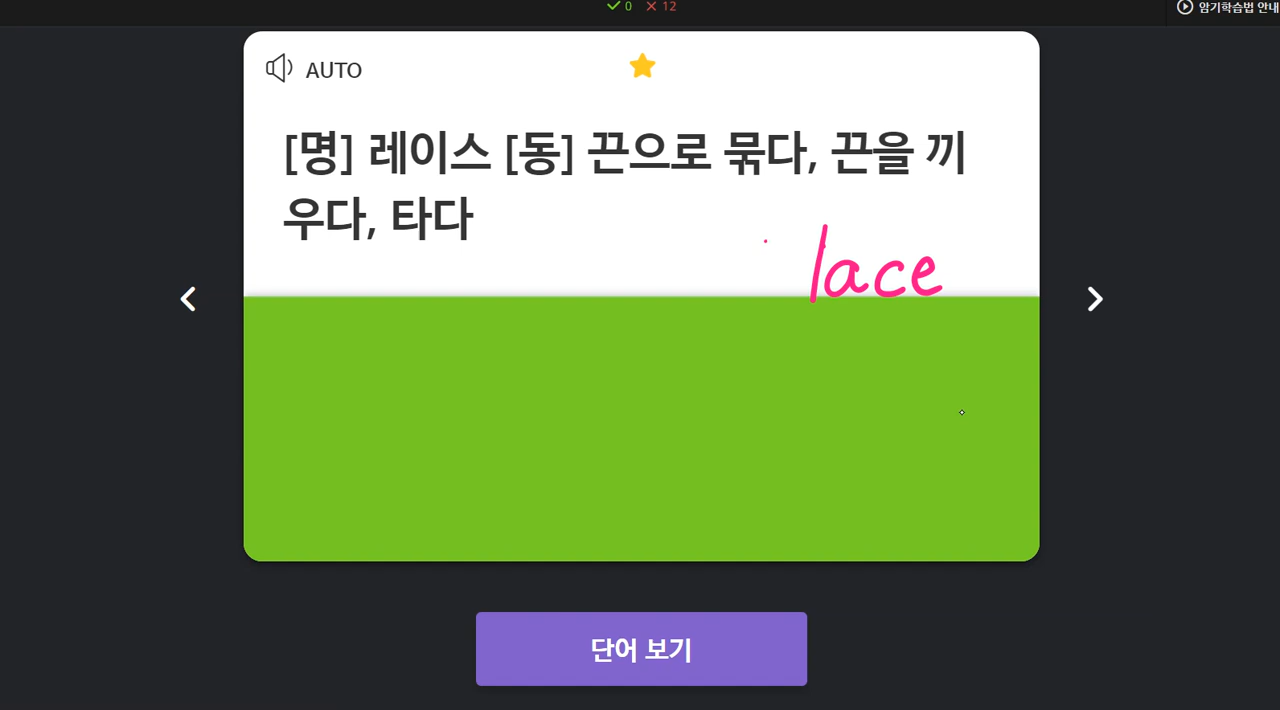 0 12
암기학습법 안내
AUTO
[명] 레이스 [동] 끈으로 묶다, 끈을 끼
우다, 타다
lace
단어 보기